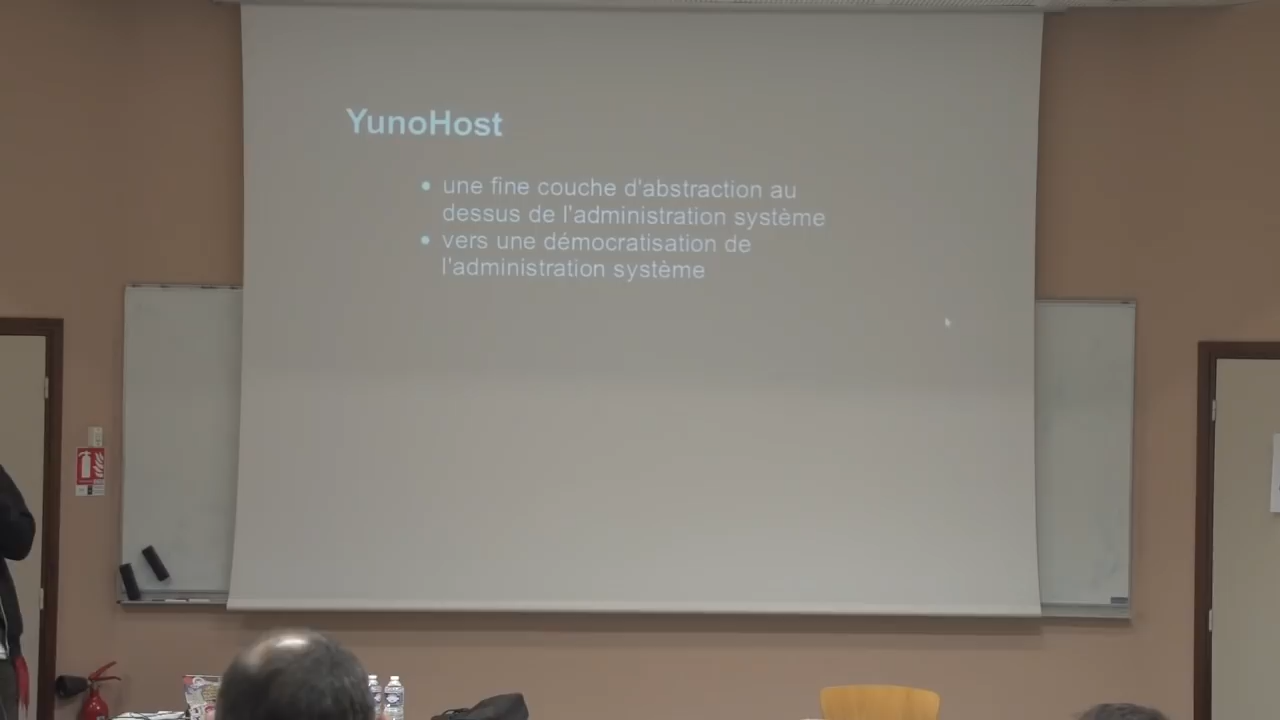 YunoHost
• une fine couche d'abstraction au
dessus de l'administration système
• vers une démocratisation de
l'administration système